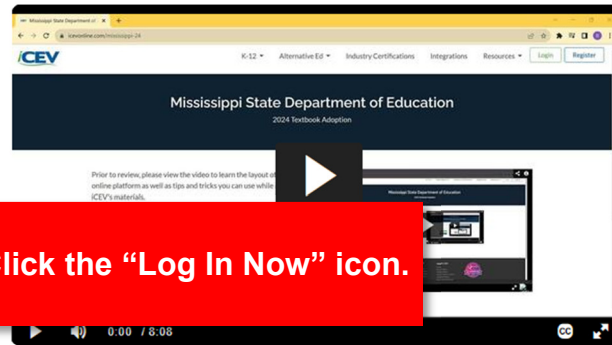 Mississippi State Department of
icevonline.com/mississippi-24
iCEV K-12 Alternative Ed Industry Certifications Integrations Resources Login Register
Mississippi State Department of Education
2024 Textbook Adoption
Prior to review, please view the video to learn the layout of
online platform as well as tips and tricks you can use while
iCEV's materials.
Mississippi State Department of Education
lick the “Log In Now” icon.
0:00 / 8:08 CC